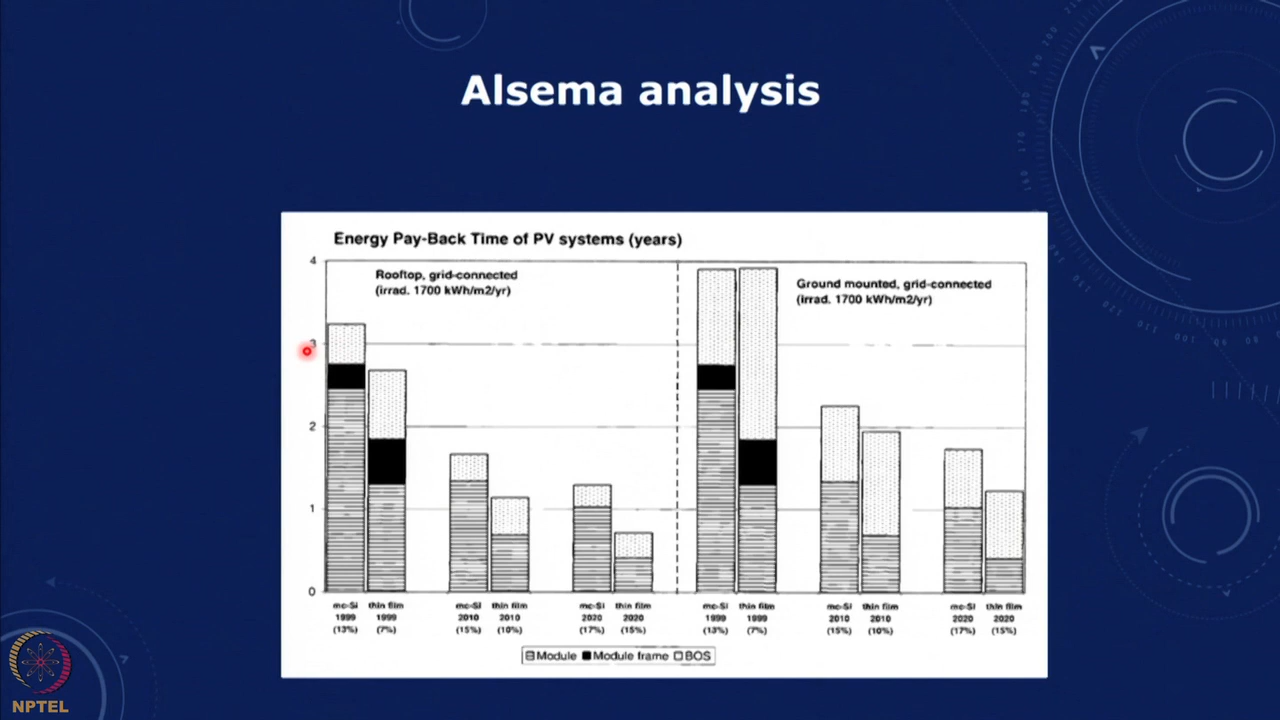 Alsema analysis
Energy Pay-Back Time of PV systems (years)
4
3
2
1
0
Rooftop, grid-connected
(irrad. 1700 kWh/m2/yr)
Ground mounted, grid-connected
(irrad. 1700 kWh/m2/yr)
mc-Si thin film mc-Si thin film mc-Si thin film mc-Si thin film mc-Si thin film mc-Si thin film
1999 1999 2010 2010 2020 2020 1999 1999 2010 2010 2020 2020
(13%) (7%) (15%) (10%) (17%) (15%) (13%) (7%) (15%) (10%) (17%) (15%)
Module Module frame BOS
NPTEL